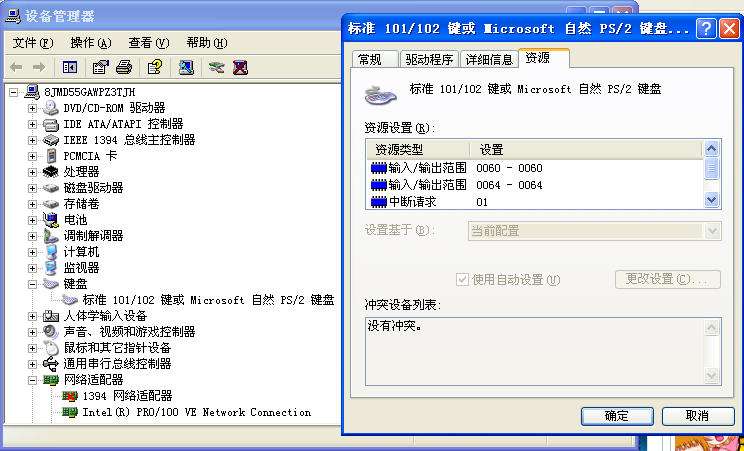 设备管理器
文件(F) 操作(A) 查看(V) 帮助(H)
8JMD55GAWPZ3TJH
DVD/CD-ROM 驱动器
IDE ATA/ATAPI 控制器
IEEE 1394 总线主控制器
PCMCIA 卡
处理器
磁盘驱动器
存储卷
电池
调制解调器
计算机
监视器
键盘
标准 101/102 键或 Microsoft 自然 PS/2 键盘
人体学输入设备
声音、视频和游戏控制器
鼠标和其它指针设备
通用串行总线控制器
网络适配器
1394 网络适配器
Intel(R) PRO/100 VE Network Connection
标准 101/102 键或 Microsoft 自然 PS/2 键盘...
常规 驱动程序 详细信息 资源
标准 101/102 键或 Microsoft 自然 PS/2 键盘
资源设置(R):
资源类型 设置
输入/输出范围 0060 - 0060
输入/输出范围 0064 - 0064
中断请求 01
设置基于(B): 当前配置
使用自动设置(U) 更改设置(C)...
冲突设备列表:
没有冲突。
确定 取消